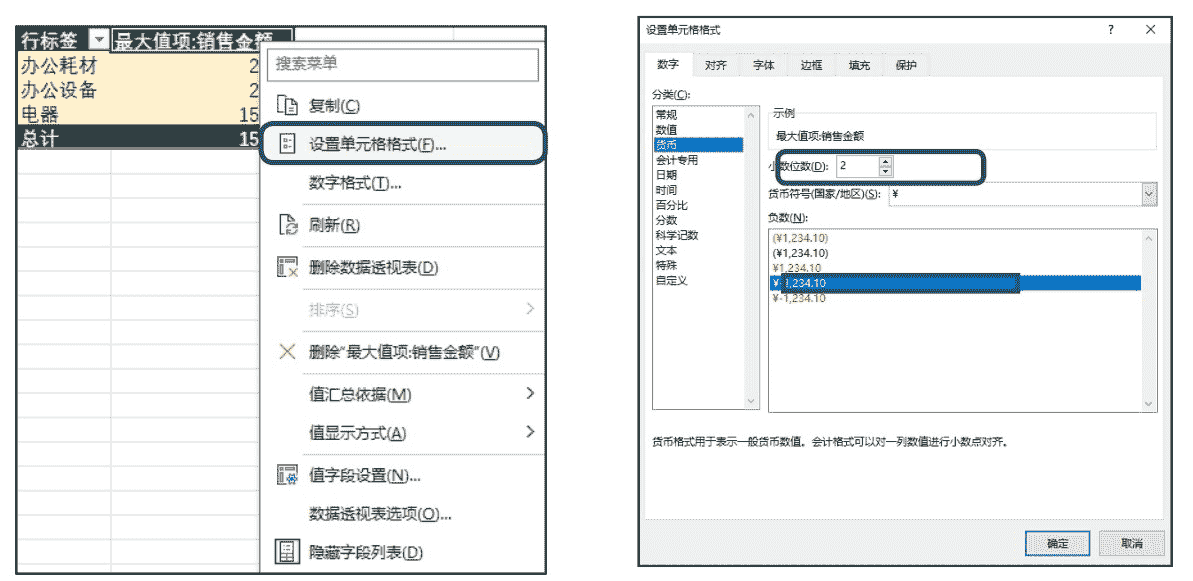 行标签 最大值项:销售金额
办公耗材 2
办公设备 2
电器 15
总计 15
搜索菜单
复制(C)
设置单元格格式(F)...
数字格式(T)...
刷新(R)
删除数据透视表(D)
排序(S)
删除"最大值项:销售金额"(V)
值汇总依据(M)
值显示方式(A)
值字段设置(N)...
数据透视表选项(O)...
隐藏字段列表(D)
设置单元格格式 ?
数字 对齐 字体 边框 填充 保护
分类(C):
常规
数值
货币
会计专用
日期
时间
百分比
分数
科学记数
文本
特殊
自定义
示例
最大值项:销售金额
小数位数(D): 2
货币符号(国家/地区)(S): ¥
负数(N):
(¥1,234.10)
(¥1,234.10)
¥1,234.10
¥-1,234.10
¥-1,234.10
货币格式用于表示一般货币数值。会计格式可以对一列数值进行小数点对齐。
确定 取消